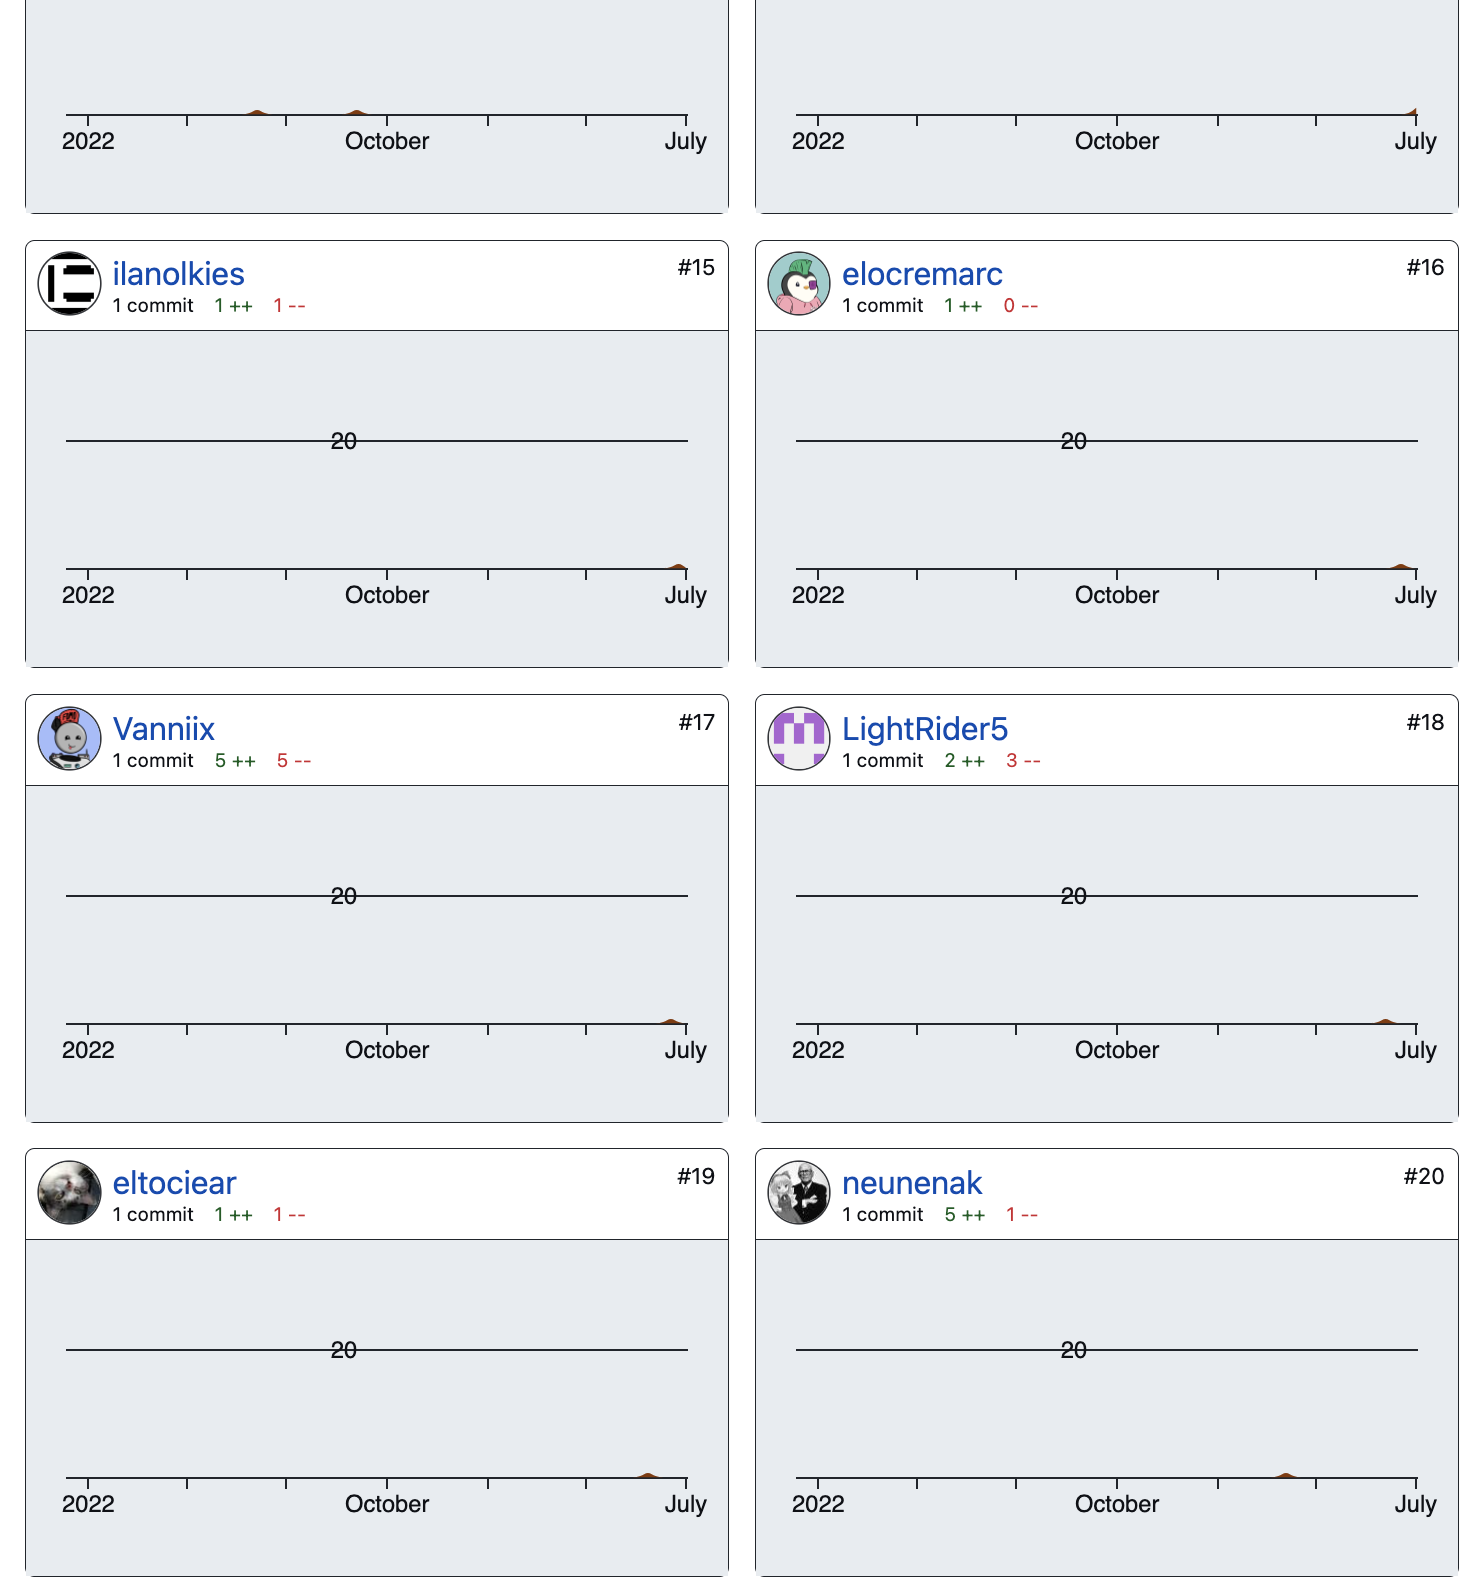 2022 October July
2022 October July
ilanolkies #15
1 commit 1 ++ 1 --
20
2022 October July
elocremarc #16
1 commit 1 ++ 0 --
20
2022 October July
Vanniix #17
1 commit 5 ++ 5 --
20
2022 October July
LightRider5 #18
1 commit 2 ++ 3 --
20
2022 October July
eltociear #19
1 commit 1 ++ 1 --
20
2022 October July
neunenak #20
1 commit 5 ++ 1 --
20
2022 October July